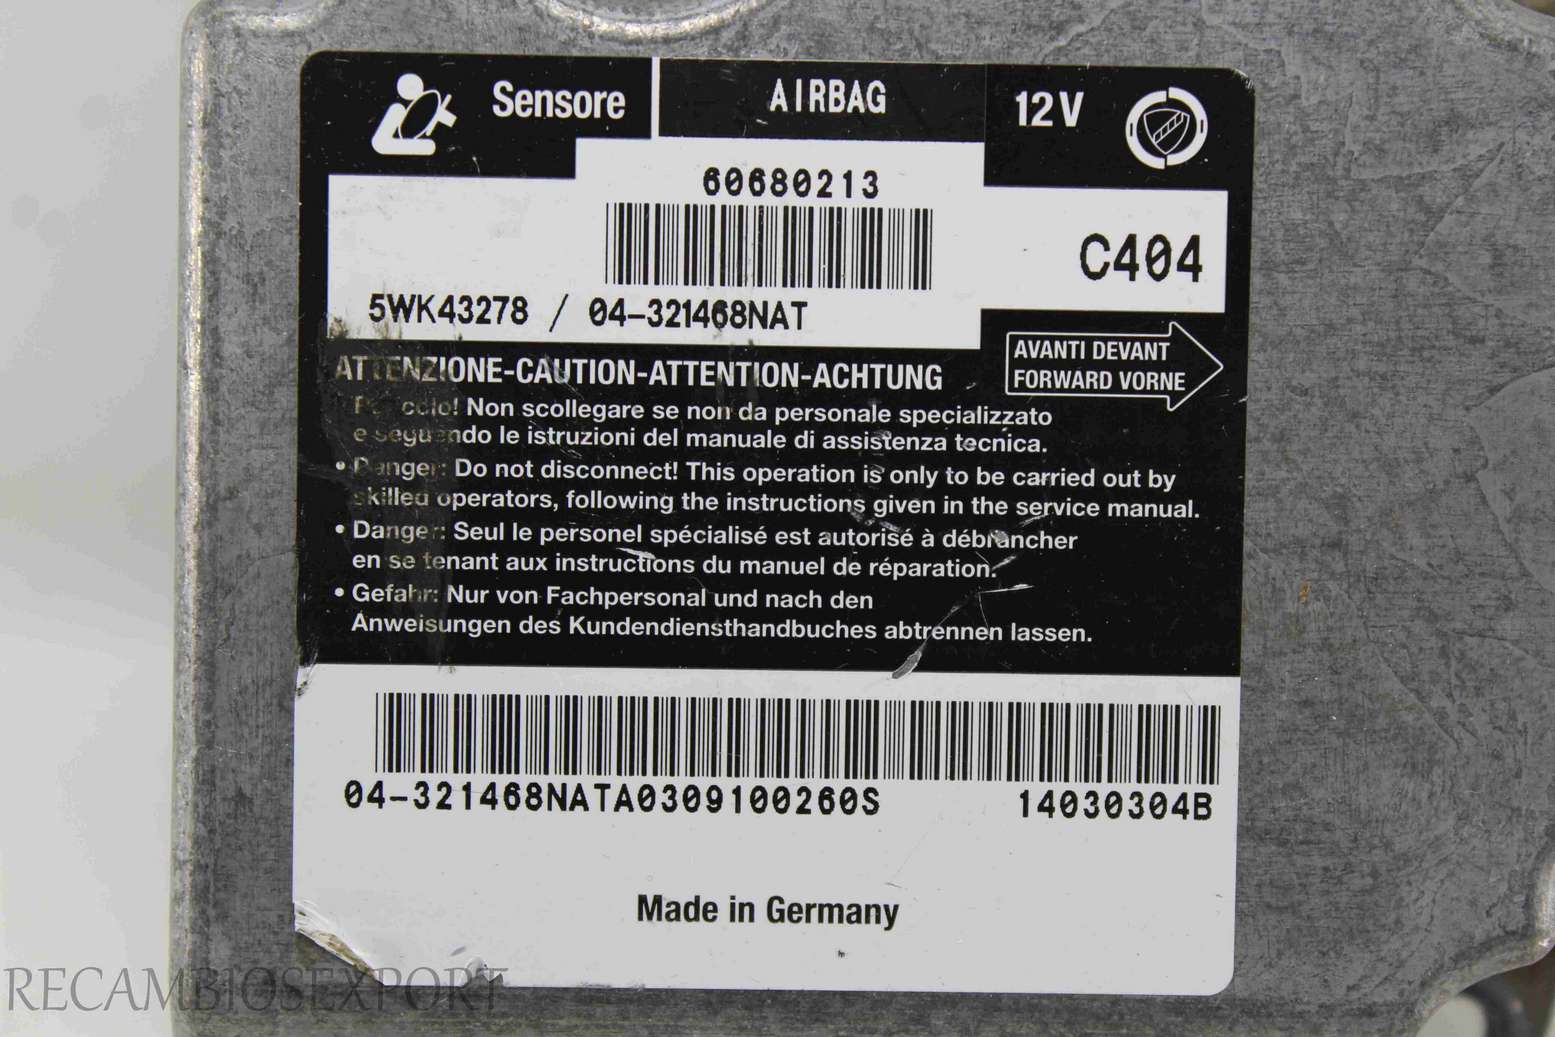 Sensore
AIRBAG
12V
60680213
C404
5WK43278 / 04-321468NAT
AVANTI DEVANT
FORWARD VORNE
ATTENZIONE-CAUTION-ATTENTION-ACHTUNG
Non scollegare se non da personale specializzato
e seguendo le istruzioni del manuale di assistenza tecnica.
• Danger: Do not disconnect! This operation is only to be carried out by
skilled operators, following the instructions given in the service manual.
• Danger: Seul le personel spécialisé est autorisé à débrancher
en se tenant aux instructions du manuel de réparation.
• Gefahr: Nur von Fachpersonal und nach den
Anweisungen des Kundendiensthandbuches abtrennen lassen.
04-321468NATA0309100260S 14030304B
Made in Germany
RECAMBIOSEXPORT